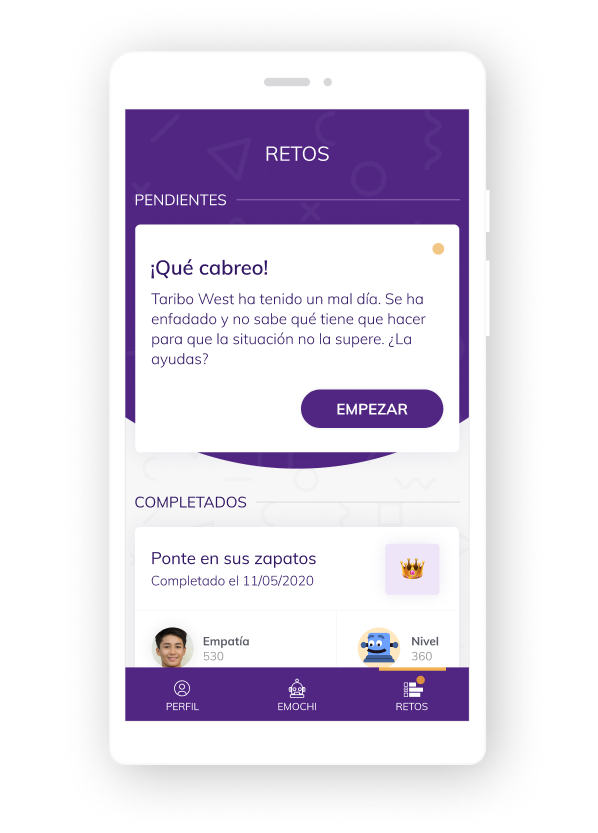 RETOS
PENDIENTES
¡Qué cabreo!
Taribo West ha tenido un mal día. Se ha
enfadado y no sabe qué tiene que hacer
para que la situación no la supere. ¿La
ayudas?
EMPEZAR
COMPLETADOS
Ponte en sus zapatos
Completado el 11/05/2020
Empatía
530
Nivel
360
PERFIL
EMOCHI
RETOS